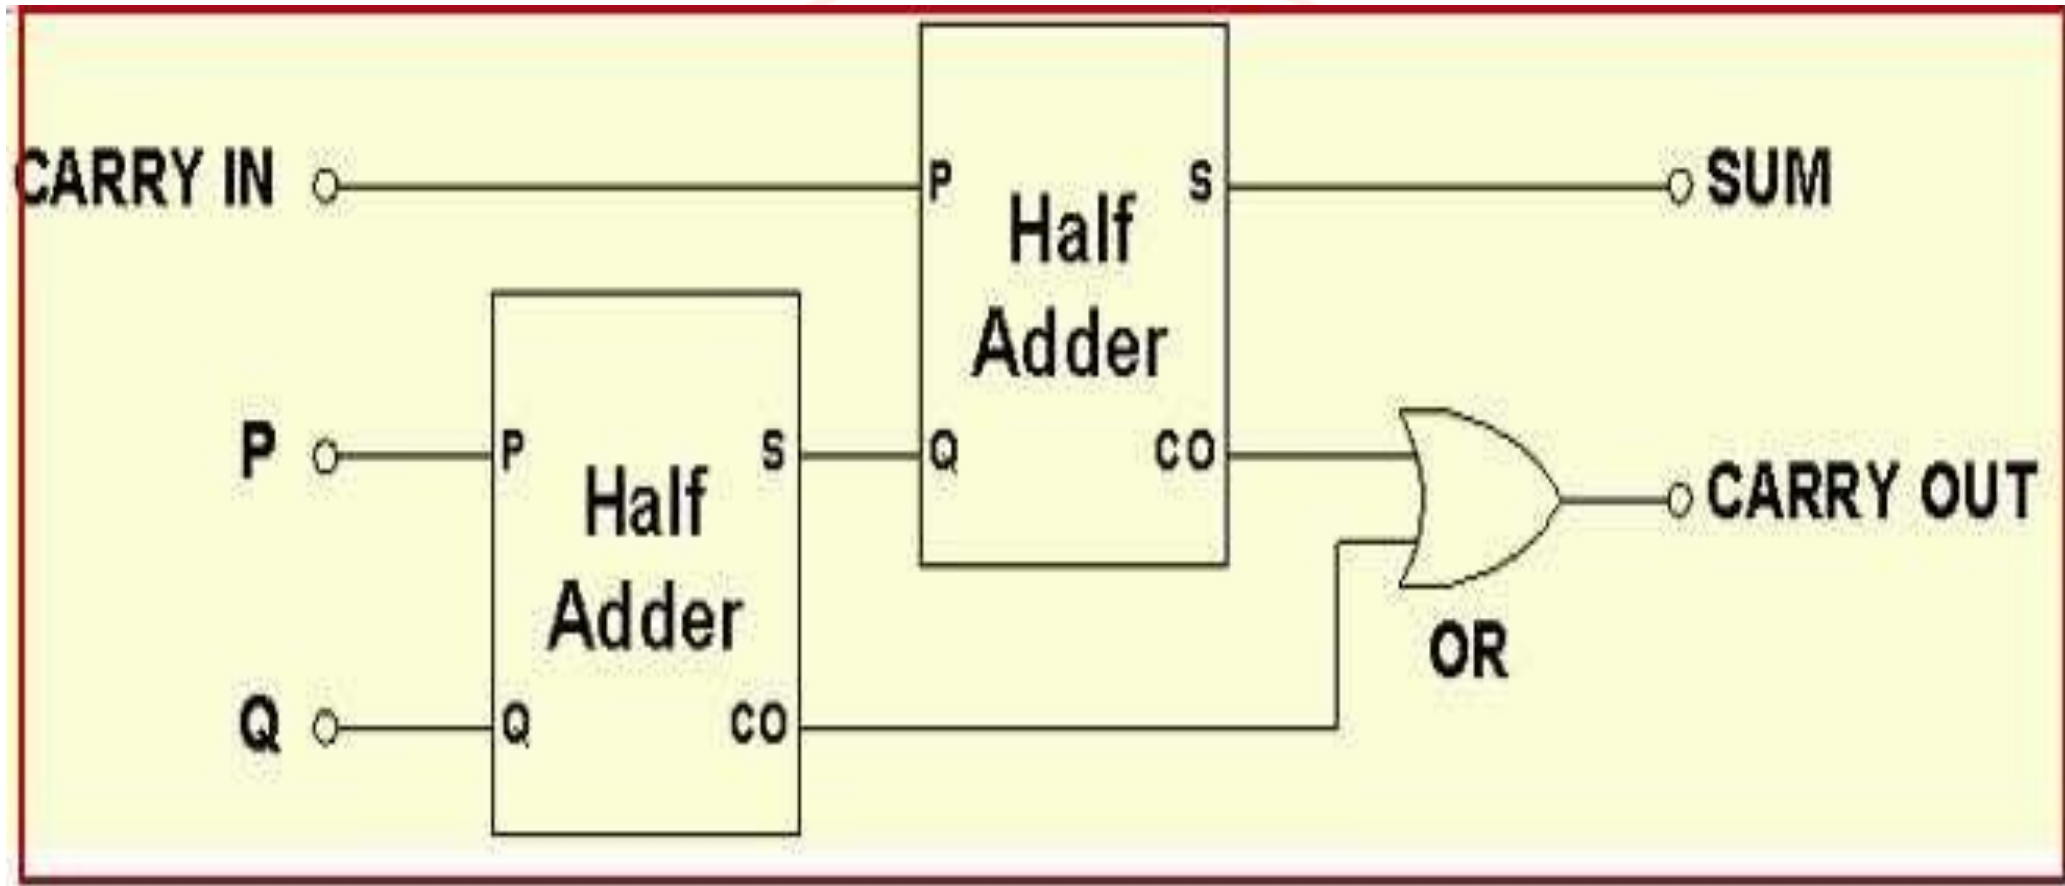 CARRY IN
P
Q
P
Q
Half
Adder
S
CO
P
Q
Half
Adder
S
CO
OR
SUM
CARRY OUT